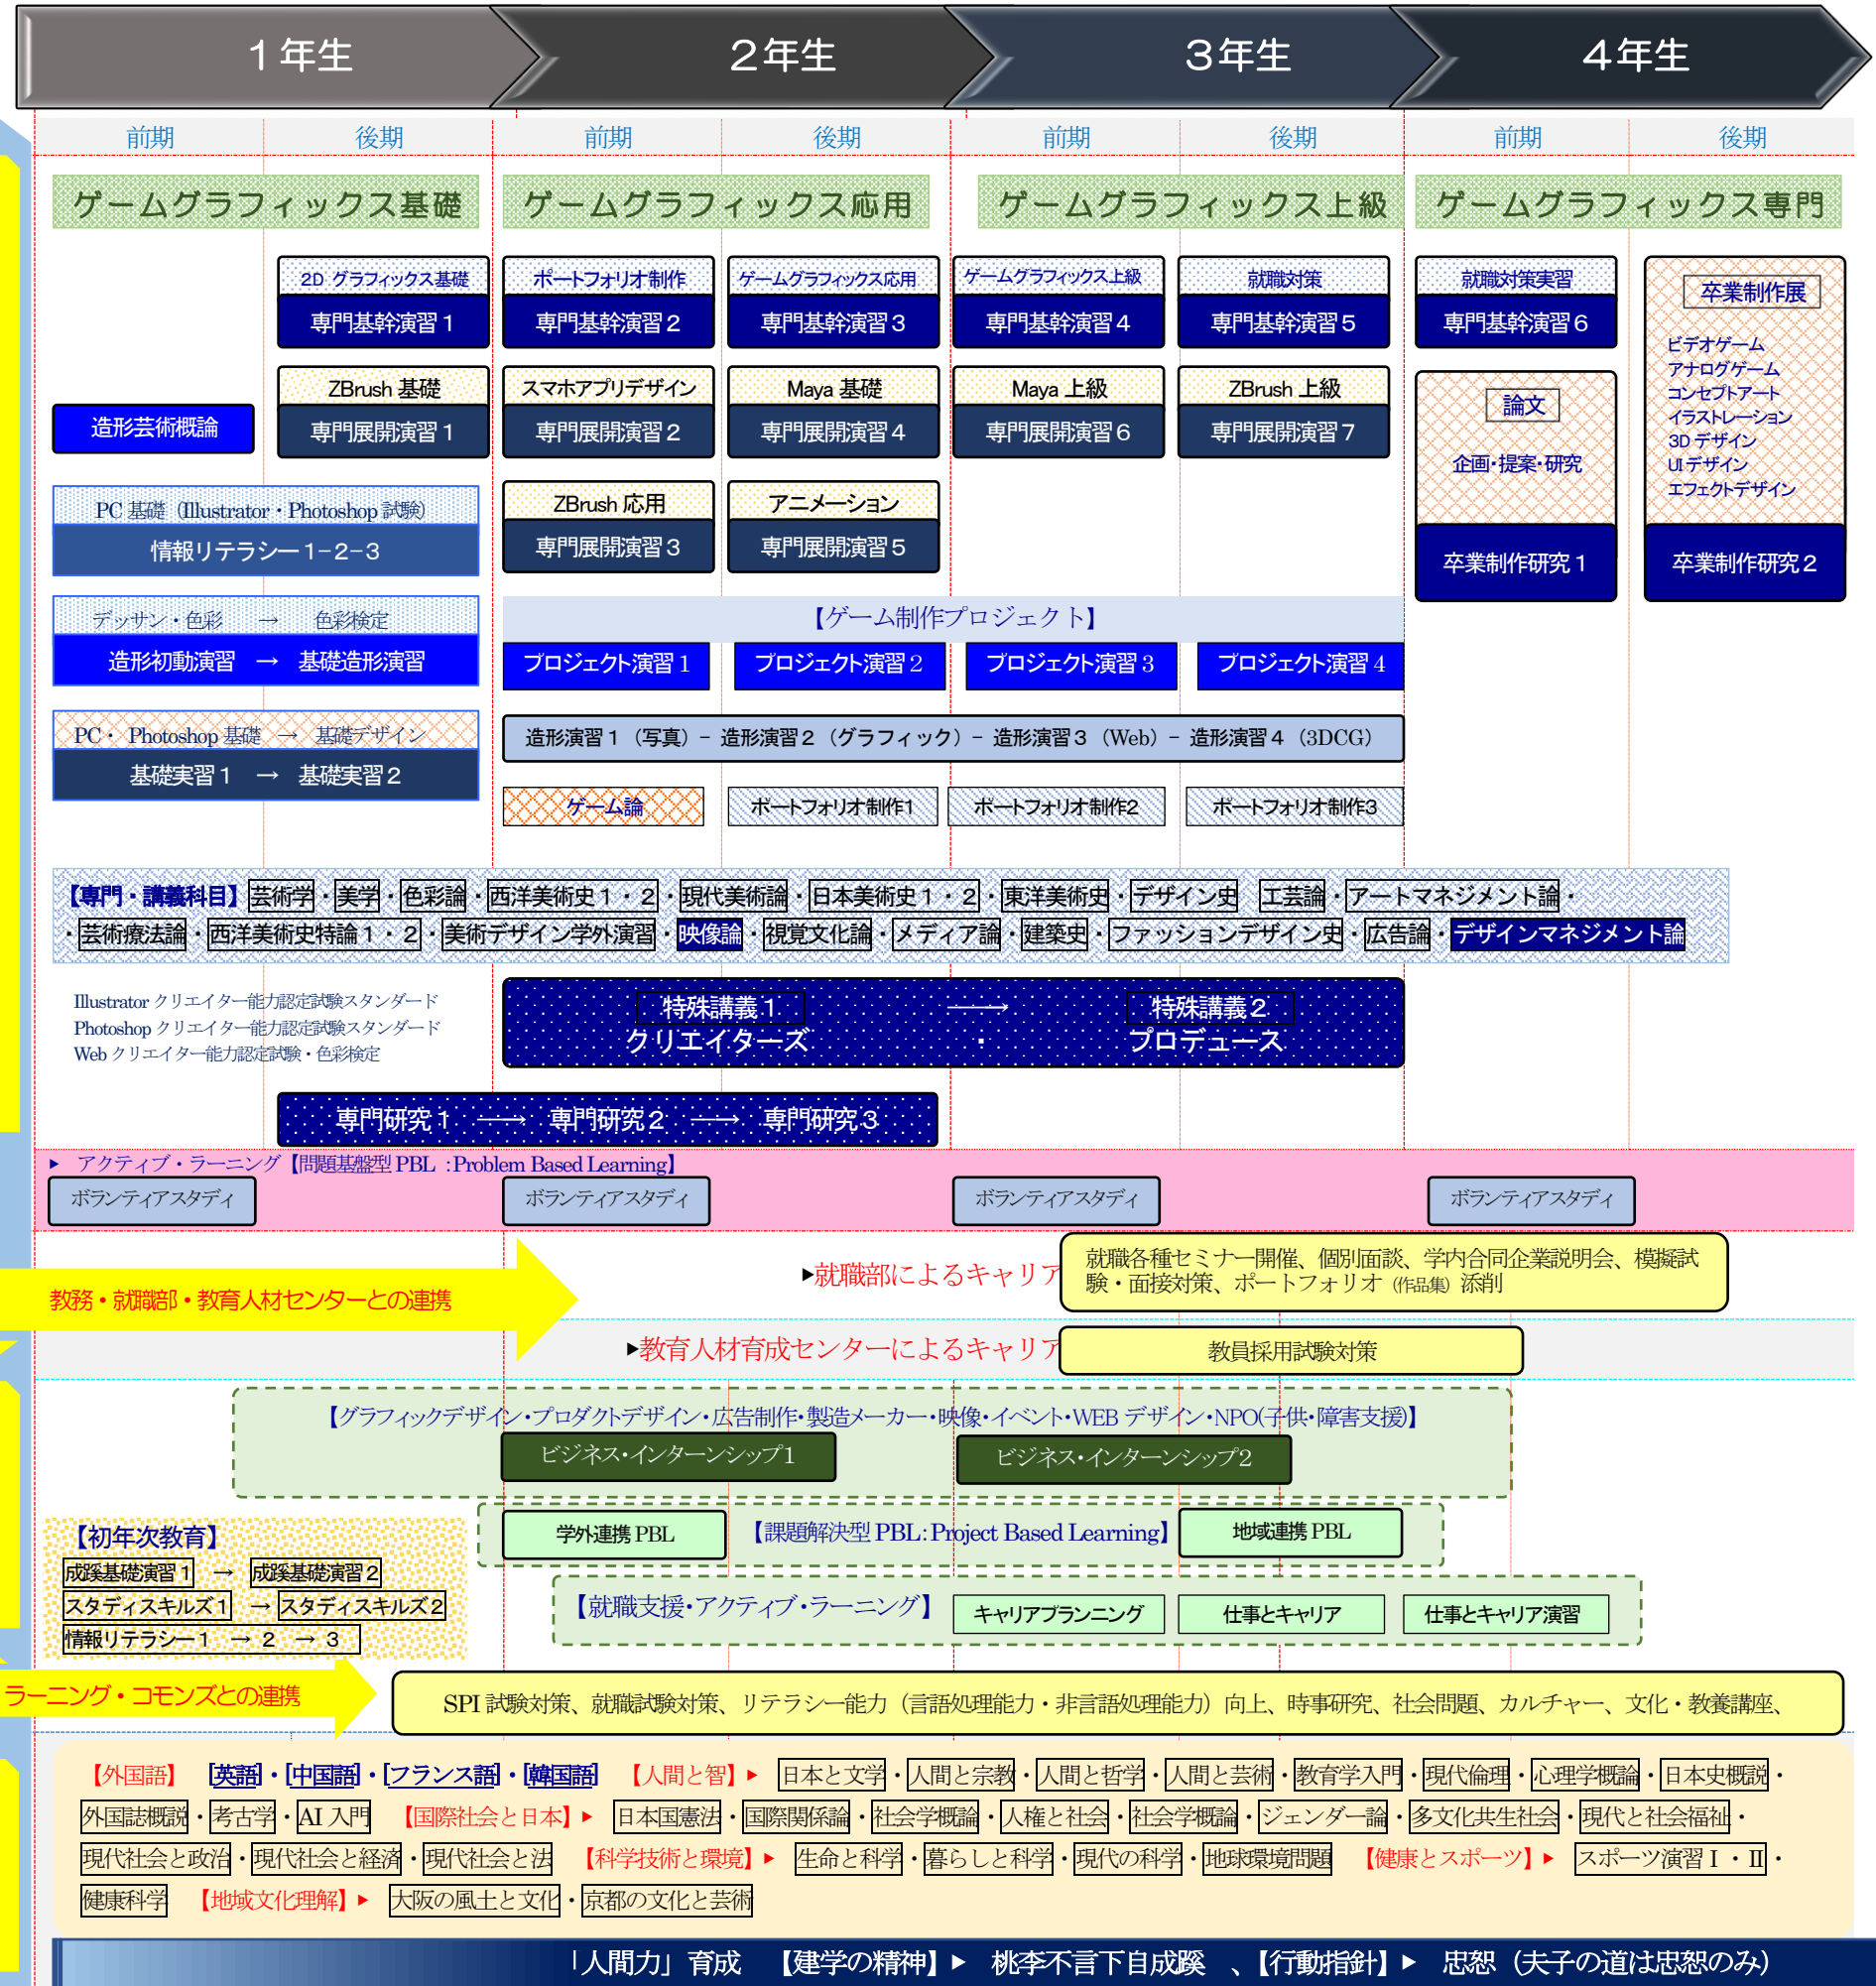 1年生 2年生 3年生 4年生
前期 後期 前期 後期 前期 後期 前期 後期
ゲームグラフィックス基礎 ゲームグラフィックス応用 ゲームグラフィックス上級 ゲームグラフィックス専門
2D グラフィックス基礎 ポートフォリオ制作 ゲームグラフィックス応用 ゲームグラフィックス上級 就職対策 就職対策実習
専門基幹演習1 専門基幹演習2 専門基幹演習3 専門基幹演習4 専門基幹演習5 専門基幹演習6
卒業制作展
ビデオゲーム
アナログゲーム
コンセプトアート
イラストレーション
3D デザイン
UI デザイン
エフェクトデザイン
卒業制作研究2
ZBrush 基礎 スマホアプリデザイン Maya 基礎 Maya 上級 ZBrush 上級
造形芸術概論 専門展開演習1 専門展開演習2 専門展開演習4 専門展開演習6 専門展開演習7
論文
企画・提案・研究
卒業制作研究1
PC 基礎（Illustrator・Photoshop 試験）
情報リテラシー1-2-3
ZBrush 応用 アニメーション
専門展開演習3 専門展開演習5
デッサン・色彩 → 色彩検定
造形初動演習 → 基礎造形演習
【ゲーム制作プロジェクト】
プロジェクト演習1 プロジェクト演習2 プロジェクト演習3 プロジェクト演習4
PC・ Photoshop 基礎 → 基礎デザイン
基礎実習1 → 基礎実習2
造形演習1（写真）- 造形演習2（グラフィック）- 造形演習3（Web）- 造形演習4（3DCG）
ゲーム論 ポートフォリオ制作1 ポートフォリオ制作2 ポートフォリオ制作3
【専門・講義科目】芸術学・美学・色彩論・西洋美術史1・2・現代美術論・日本美術史1・2・東洋美術史・デザイン史 工芸論・アートマネジメント論・
・芸術療法論・西洋美術史特論1・2・美術デザイン学外演習・映像論・視覚文化論・メディア論・建築史・ファッションデザイン史・広告論・デザインマネジメント論
Illustrator クリエイター能力認定試験スタンダード
Photoshop クリエイター能力認定試験スタンダード
Web クリエイター能力認定試験・色彩検定
特殊講義1 → 特殊講義2
クリエイターズ ・ プロデュース
専門研究1 → 専門研究2 → 専門研究3
▶ アクティブ・ラーニング【問題基盤型 PBL :Problem Based Learning】
ボランティアスタディ ボランティアスタディ ボランティアスタディ ボランティアスタディ
教務・就職部・教育人材センターとの連携
▶就職部によるキャリア
就職各種セミナー開催、個別面談、学内合同企業説明会、模擬試
験・面接対策、ポートフォリオ（作品集）添削
▶教育人材育成センターによるキャリア
教員採用試験対策
【グラフィックデザイン・プロダクトデザイン・広告制作・製造メーカー・映像・イベント・WEB デザイン・NPO(子供・障害支援)】
ビジネス・インターンシップ1 ビジネス・インターンシップ2
学外連携 PBL 【課題解決型 PBL:Project Based Learning】 地域連携 PBL
【初年次教育】
成蹊基礎演習1 → 成蹊基礎演習2
スタディスキルズ1 → スタディスキルズ2
情報リテラシー1 → 2 → 3
【就職支援・アクティブ・ラーニング】 キャリアプランニング 仕事とキャリア 仕事とキャリア演習
ラーニング・コモンズとの連携
SPI 試験対策、就職試験対策、リテラシー能力（言語処理能力・非言語処理能力）向上、時事研究、社会問題、カルチャー、文化・教養講座、
【外国語】 [英語]・[中国語]・[フランス語]・[韓国語] 【人間と智】▶ 日本と文学・人間と宗教・人間と哲学・人間と芸術・教育学入門・現代倫理・心理学概論・日本史概説・
外国誌概説・考古学・AI 入門 【国際社会と日本】▶ 日本国憲法・国際関係論・社会学概論・人権と社会・社会学概論・ジェンダー論・多文化共生社会・現代と社会福祉・
現代社会と政治・現代社会と経済・現代社会と法 【科学技術と環境】▶ 生命と科学・暮らしと科学・現代の科学・地球環境問題 【健康とスポーツ】▶ スポーツ演習Ⅰ・Ⅱ・
健康科学 【地域文化理解】▶ 大阪の風土と文化・京都の文化と芸術
「人間力」育成 【建学の精神】▶ 桃李不言下自成蹊 、【行動指針】▶ 忠恕（夫子の道は忠恕のみ）